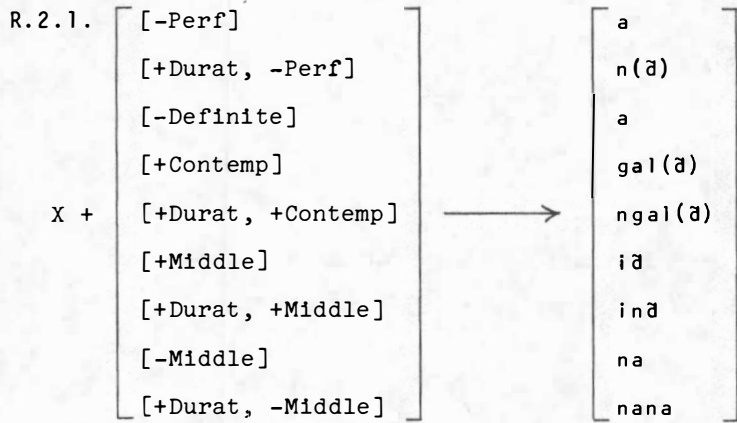 R.2.1. [-Perf] a
[+Durat, -Perf] n(ə̃)
[-Definite] a
[+Contemp] gal(ə̃)
X + [+Durat, +Contemp] → ngal(ə̃)
[+Middle] iə̃
[+Durat, +Middle] inə̃
[-Middle] na
[+Durat, -Middle] nana